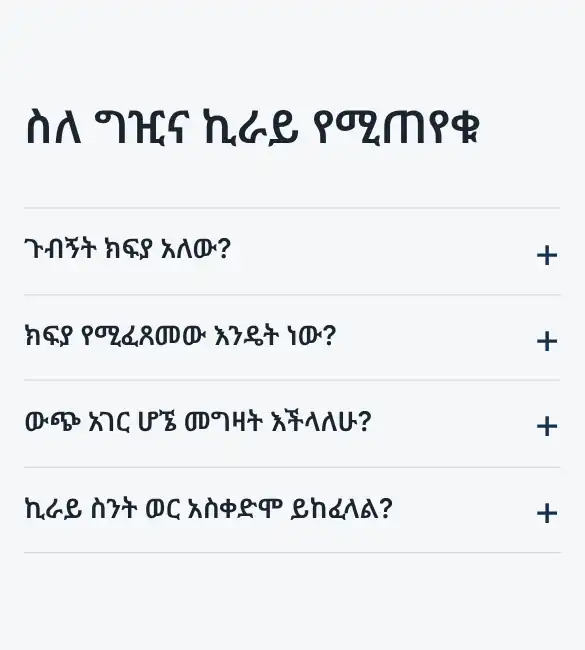 ስለ ግዢና ኪራይ የሚጠየቁ
ጉብኝት ክፍያ አለው?
ክፍያ የሚፈጸመው እንዴት ነው?
ውጭ አገር ሆኜ መግዛት እችላለሁ?
ኪራይ ስንት ወር አስቀድሞ ይከፈላል?